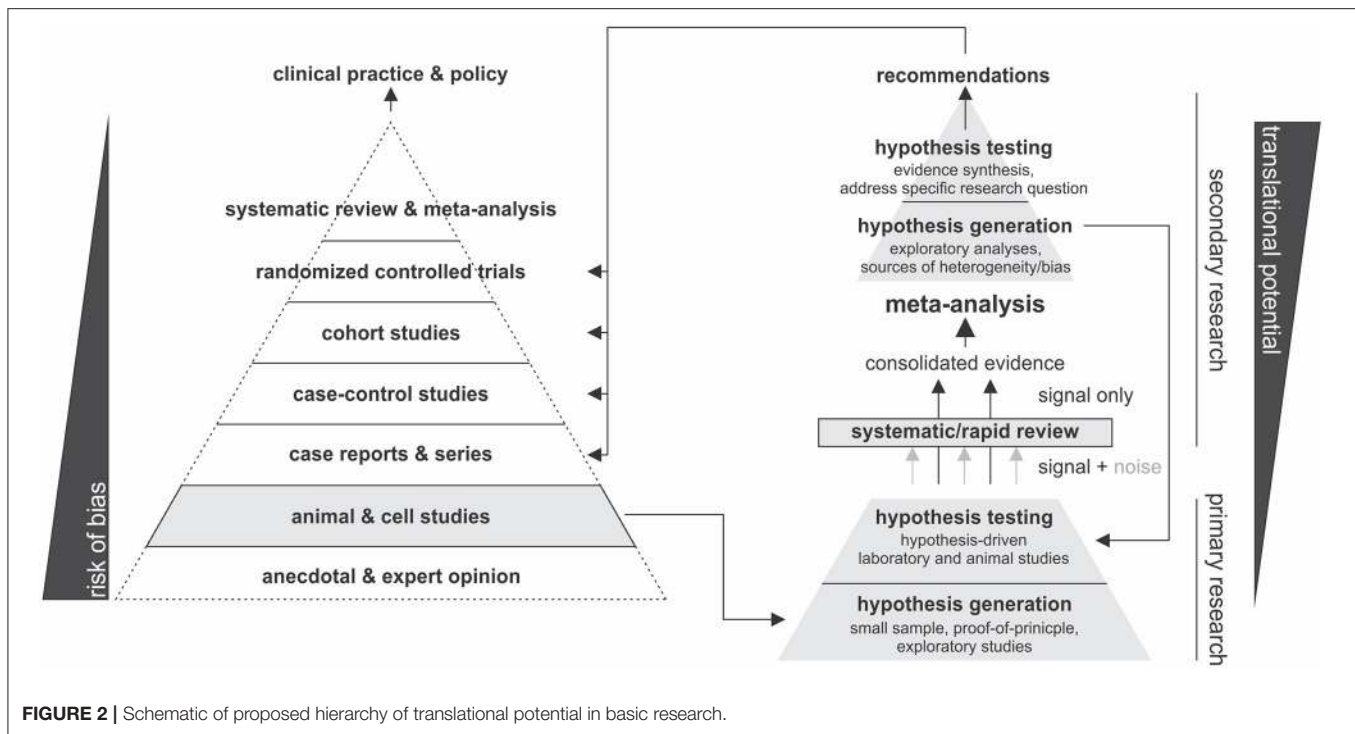 clinical practice & policy
systematic review & meta-analysis
randomized controlled trials
cohort studies
case-control studies
case reports & series
animal & cell studies
anecdotal & expert opinion
risk of bias
recommendations
hypothesis testing
evidence synthesis,
address specific research question
hypothesis generation
exploratory analyses,
sources of heterogeneity/bias
meta-analysis
consolidated evidence
signal only
systematic/rapid review
signal + noise
hypothesis testing
hypothesis-driven
laboratory and animal studies
hypothesis generation
small sample, proof-of-prinicple,
exploratory studies
secondary research
primary research
translational potential
FIGURE 2 | Schematic of proposed hierarchy of translational potential in basic research.